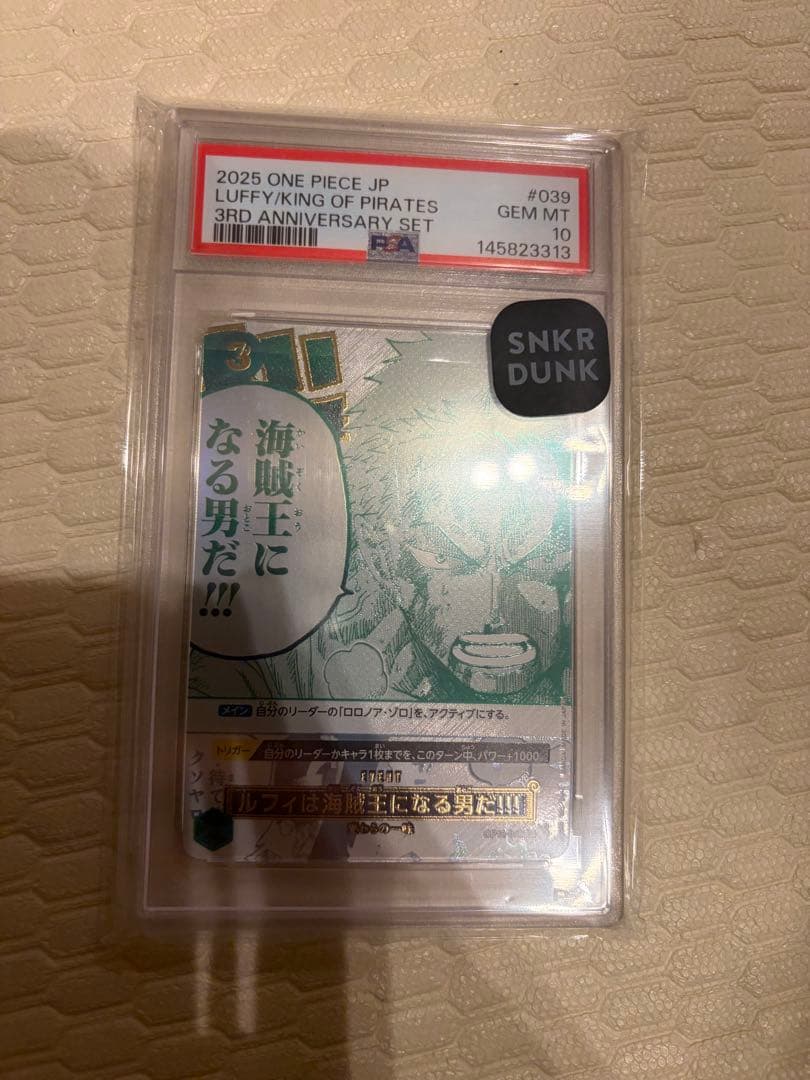 2025 ONE PIECE JP
LUFFY/KING OF PIRATES
3RD ANNIVERSARY SET
#039
GEM MT
10
145823313
PSA
SNKR
DUNK
3
海賊王に
なる男だ!!!
メイン 自分のリーダーの「ロロノア・ゾロ」を、アクティブにする。
トリガー 自分のリーダーかキャラ1枚までを、このターン中、パワー+1000
EVENT
ルフィは海賊王になる男だ!!!